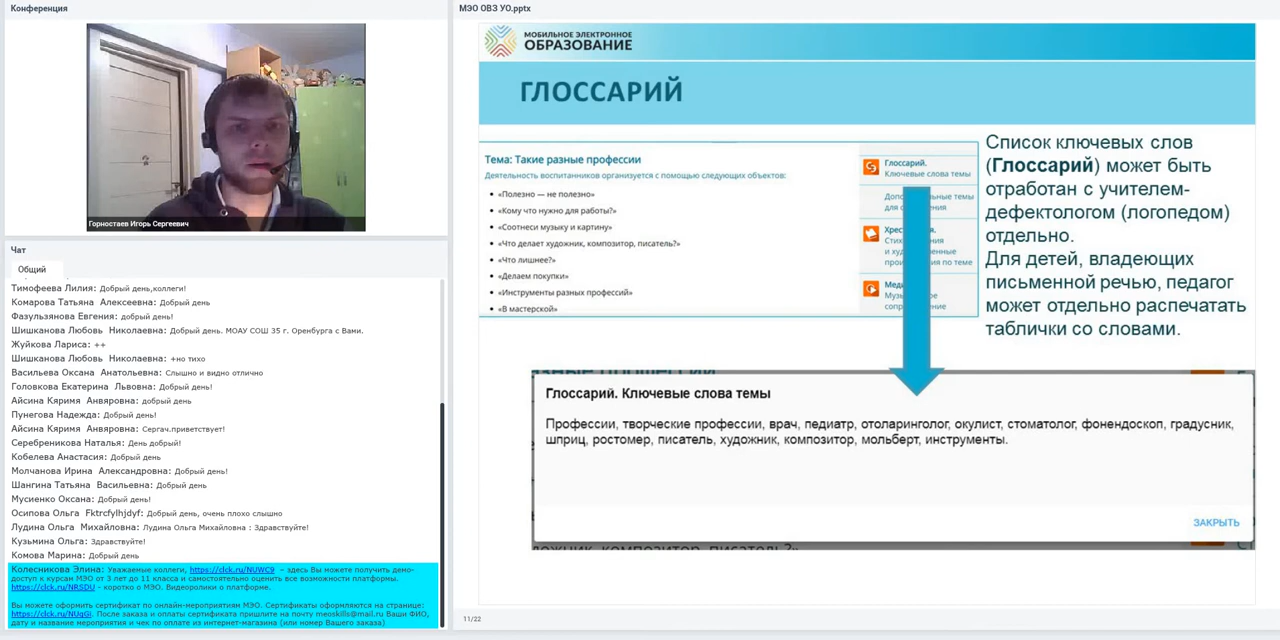 Конференция
Горностаев Игорь Сергеевич
Чат
Общий
Тимофеева Лилия: Добрый день,коллеги!
Комарова Татьяна Алексеевна: Добрый день
Фазульзянова Евгения: добрый день!
Шишканова Любовь Николаевна: Добрый день. МОАУ СОШ 35 г. Оренбурга с Вами.
Жуйкова Лариса: ++
Шишканова Любовь Николаевна: +но тихо
Васильева Оксана Анатольевна: Слышно и видно отлично
Головкова Екатерина Львовна: Добрый день!
Айсина Кяримя Анвяровна: добрый день
Пунегова Надежда: Добрый день!
Айсина Кяримя Анвяровна: Сергач.приветствует!
Серебреникова Наталья: День добрый!
Кобелева Анастасия: Добрый день
Молчанова Ирина Александровна: Добрый день!
Шангина Татьяна Васильевна: Добрый день
Мусиенко Оксана: Добрый день!
Осипова Ольга Fktrcfylhjdyf: Добрый день, очень плохо слышно
Лудина Ольга Михайловна: Лудина Ольга Михайловна : Здравствуйте!
Кузьмина Ольга: Здравствуйте!
Комова Марина: Добрый день
Колесникова Элина: Уважаемые коллеги, https://clck.ru/NUWC9 – здесь Вы можете получить демо-
доступ к курсам МЭО от 3 лет до 11 класса и самостоятельно оценить все возможности платформы.
https://clck.ru/NRSDU - коротко о МЭО. Видеоролики о платформе.
Вы можете оформить сертификат по онлайн-мероприятиям МЭО. Сертификаты оформляются на странице:
https://clck.ru/NUqGi. После заказа и оплаты сертификата пришлите на почту meoskills@mail.ru Ваши ФИО,
дату и название мероприятия и чек по оплате из интернет-магазина (или номер Вашего заказа)
МЭО ОВЗ УО.pptx
МОБИЛЬНОЕ ЭЛЕКТРОННОЕ
ОБРАЗОВАНИЕ
ГЛОССАРИЙ
Тема: Такие разные профессии
Деятельность воспитанников организуется с помощью следующих объектов:
• «Полезно — не полезно»
• «Кому что нужно для работы?»
• «Соотнеси музыку и картину»
• «Что делает художник, композитор, писатель?»
• «Что лишнее?»
• «Делаем покупки»
• «Инструменты разных профессий»
• «В мастерской»
Глоссарий.
Ключевые слова темы
Список ключевых слов
(Глоссарий) может быть
отработан с учителем-
дефектологом (логопедом)
отдельно.
Для детей, владеющих
письменной речью, педагог
может отдельно распечатать
таблички со словами.
Глоссарий. Ключевые слова темы
Профессии, творческие профессии, врач, педиатр, отоларинголог, окулист, стоматолог, фонендоскоп, градусник,
шприц, ростомер, писатель, художник, композитор, мольберт, инструменты.
ЗАКРЫТЬ
11/22